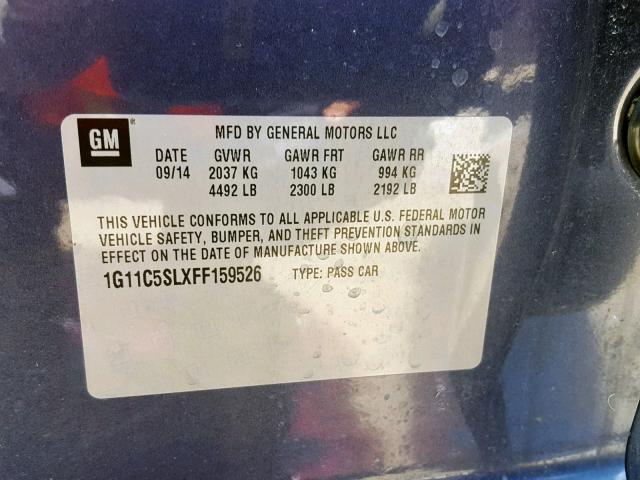 GM
MFD BY GENERAL MOTORS LLC
DATE GVWR GAWR FRT GAWR RR
09/14 2037 KG 1043 KG 994 KG
4492 LB 2300 LB 2192 LB
THIS VEHICLE CONFORMS TO ALL APPLICABLE U.S. FEDERAL MOTOR
VEHICLE SAFETY, BUMPER, AND THEFT PREVENTION STANDARDS IN
EFFECT ON THE DATE OF MANUFACTURE SHOWN ABOVE.
1G11C5SLXFF159526 TYPE: PASS CAR